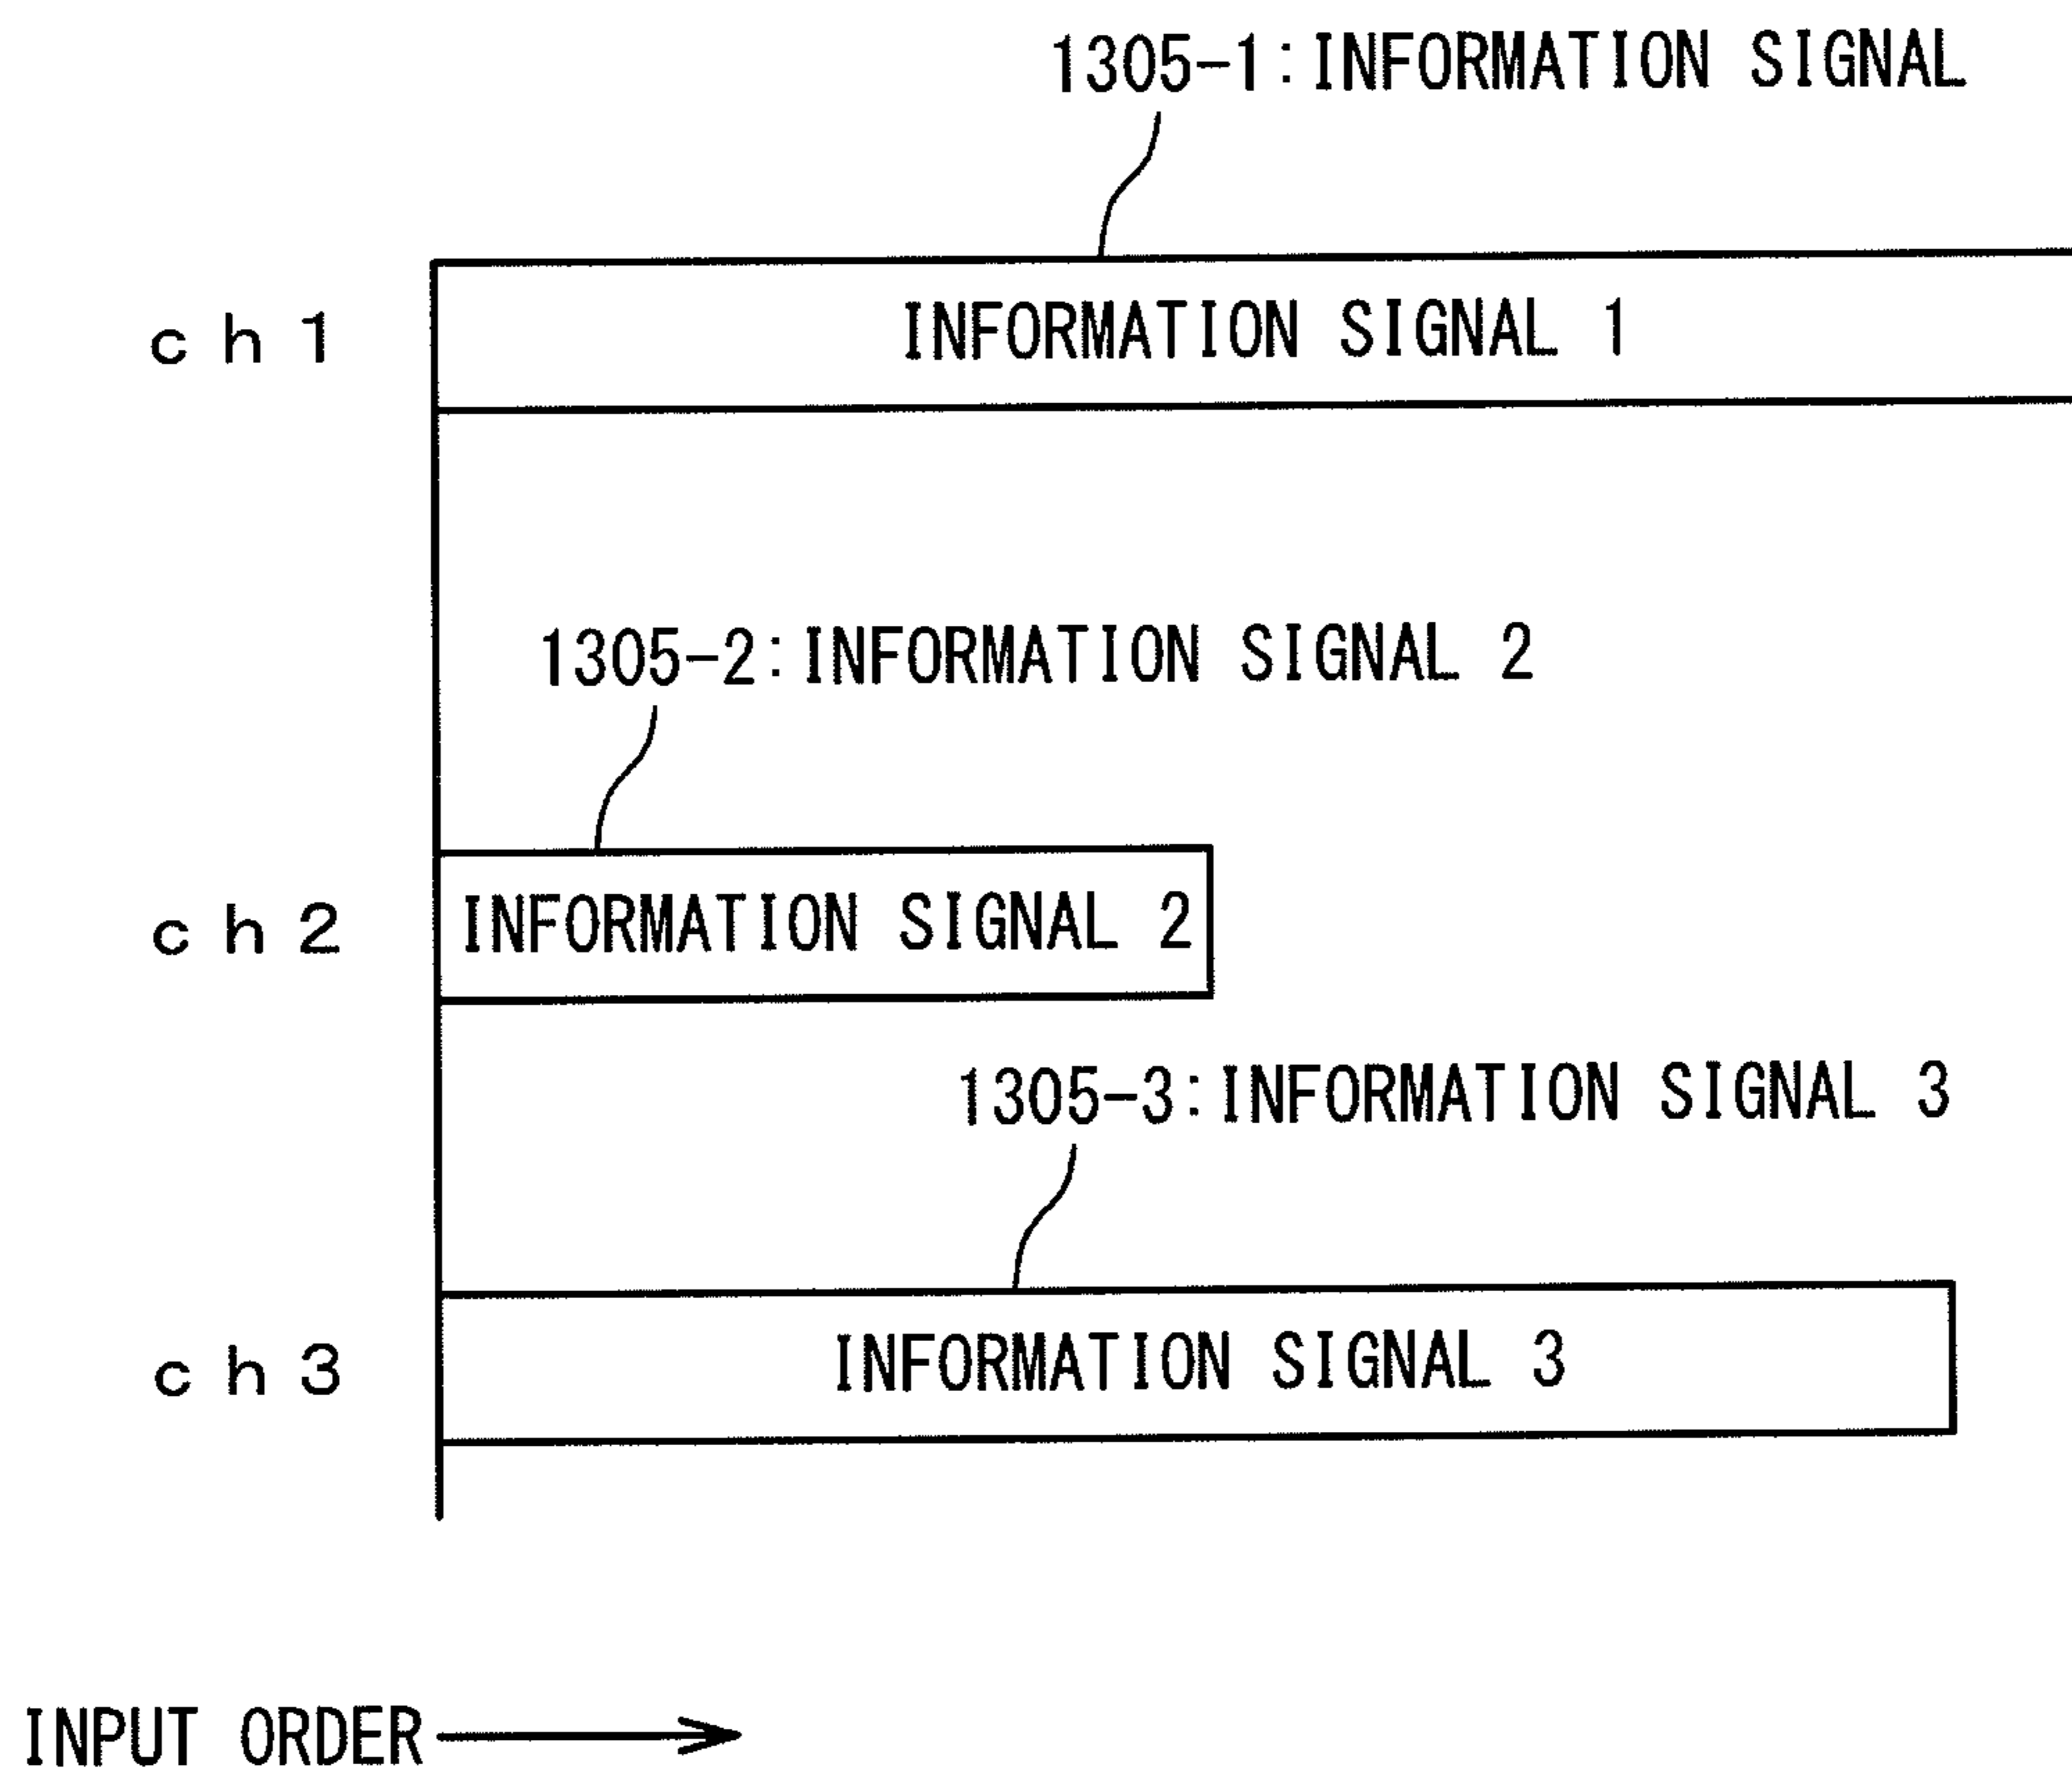 1305-1:INFORMATION SIGNAL
ch1 INFORMATION SIGNAL 1
1305-2:INFORMATION SIGNAL 2
ch2 INFORMATION SIGNAL 2
1305-3:INFORMATION SIGNAL 3
ch3 INFORMATION SIGNAL 3
INPUT ORDER